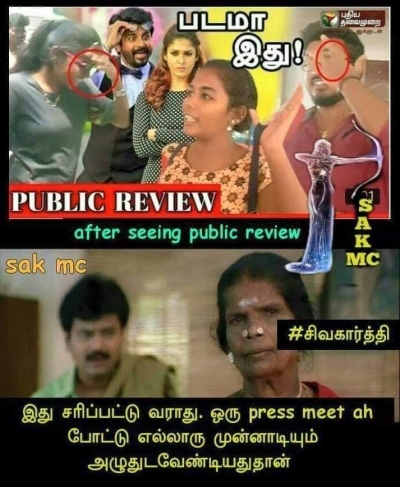 படமா
இது!
புதிய
தலைமுறை
PUBLIC REVIEW
after seeing public review
SAK
MC
sak mc
#சிவகார்த்தி
இது சரிப்பட்டு வராது. ஒரு press meet ah
போட்டு எல்லாரு முன்னாடியும்
அழுதுடவேண்டியதுதான்